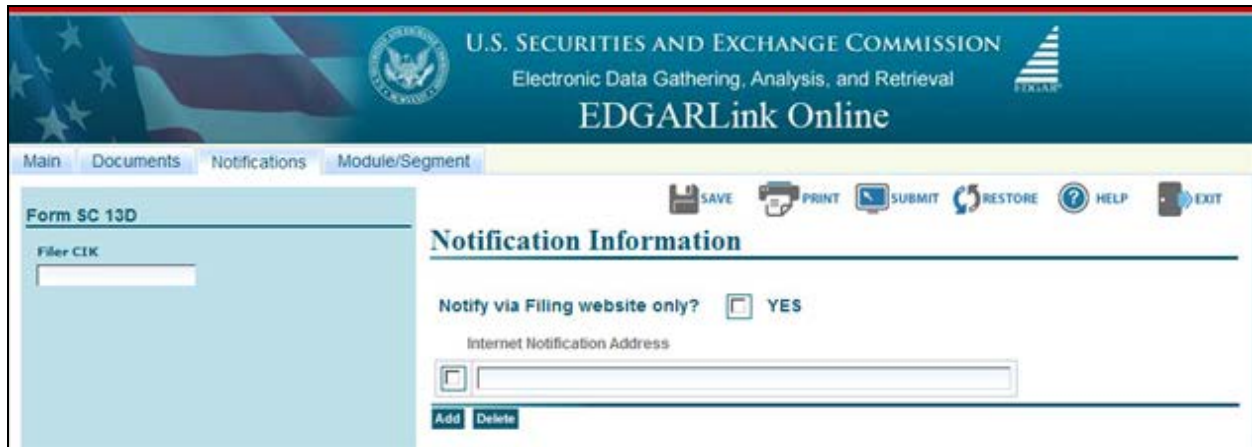 U.S. SECURITIES AND EXCHANGE COMMISSION
Electronic Data Gathering, Analysis, and Retrieval
EDGAR
EDGARLink Online
Main Documents Notifications Module/Segment
SAVE PRINT SUBMIT RESTORE HELP EXIT
Form SC 13D
Filer CIK
Notification Information
Notify via Filing website only? YES
Internet Notification Address
Add Delete